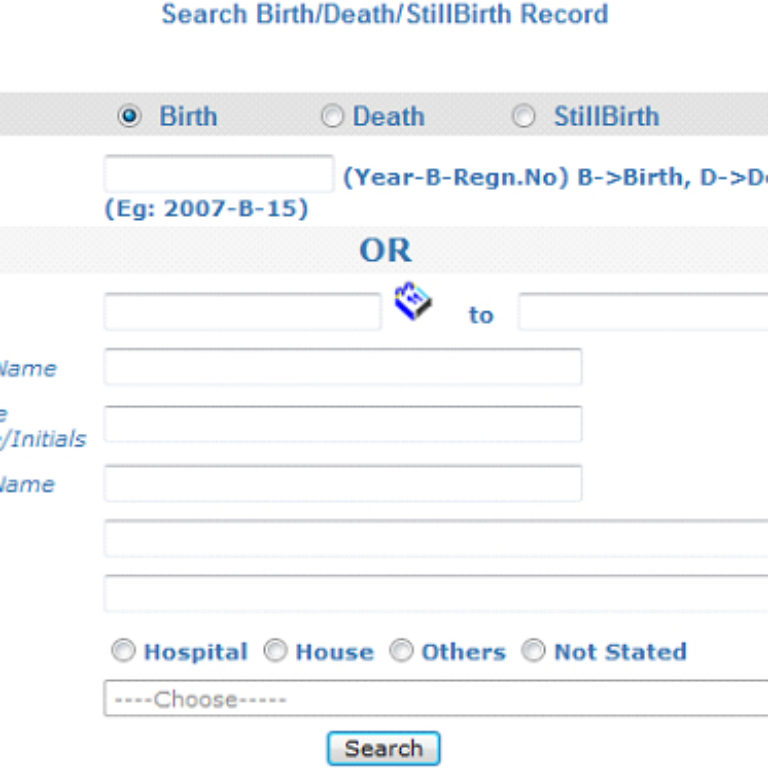 Search Birth/Death/StillBirth Record
Birth Death StillBirth
(Year-B-Regn.No) B->Birth, D->De
(Eg: 2007-B-15)
OR
to
Name
e
/Initials
Name
Hospital House Others Not Stated
----Choose-----
Search